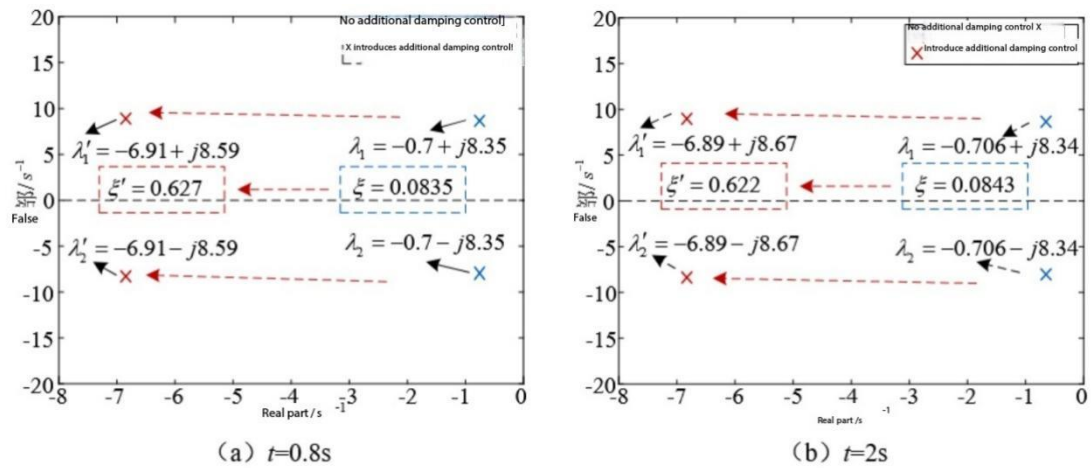 No additional damping control]
X introduces additional damping control!
20
15
10
5
0
-5
-10
-15
-20
/ s⁻¹
False
λ₁′ = −6.91+ j8.59
λ₁ = −0.7+ j8.35
ξ′ = 0.627
ξ = 0.0835
λ₂′ = −6.91− j8.59
λ₂ = −0.7− j8.35
-8 -7 -6 -5 -4 -3 -2 -1 0
Real part / s ⁻¹
（a） t=0.8s
No additional damping control X
Introduce additional damping control
20
15
10
5
0
-5
-10
-15
-20
/ s⁻¹
False
λ₁′ = −6.89+ j8.67
λ₁ = −0.706+ j8.34
ξ′ = 0.622
ξ = 0.0843
λ₂′ = −6.89− j8.67
λ₂ = −0.706− j8.34
-8 -7 -6 -5 -4 -3 -2 -1 0
Real part /s ⁻¹
（b） t=2s